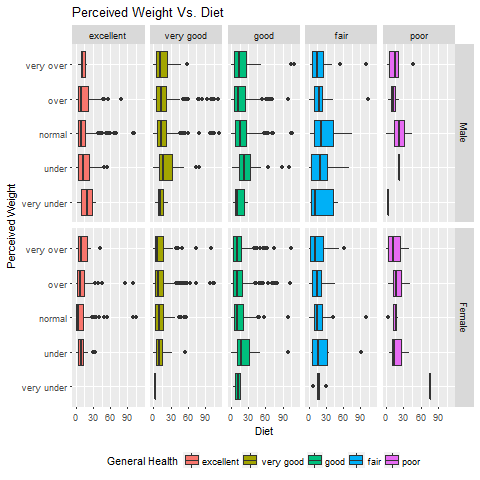 Perceived Weight Vs. Diet
excellent very good good fair poor
very over
over
normal
under
very under
Male
very over
over
normal
under
very under
Female
Perceived Weight
0 30 60 90 0 30 60 90 0 30 60 90 0 30 60 90 0 30 60 90
Diet
General Health excellent very good good fair poor